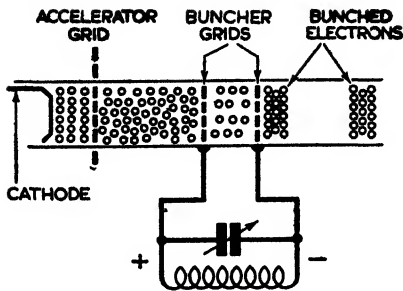 ACCELERATOR
GRID
BUNCHER
GRIDS
BUNCHED
ELECTRONS
CATHODE
+
−